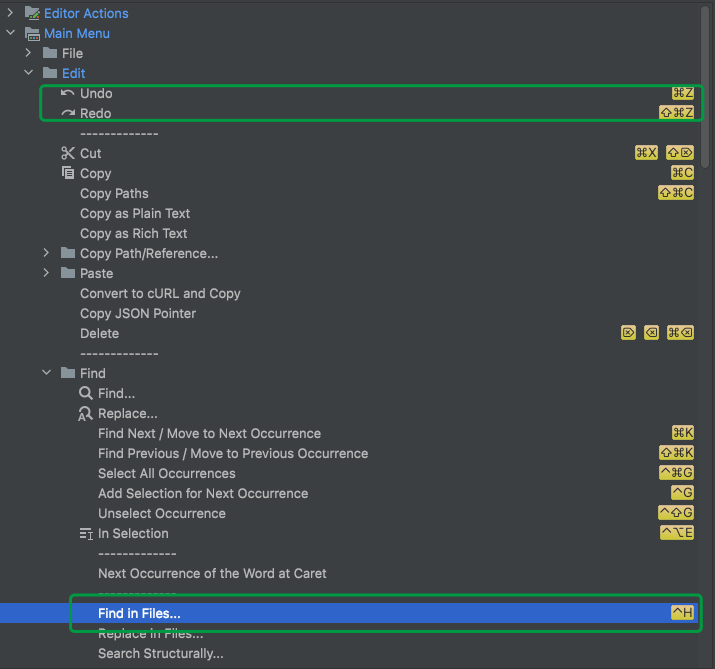 Editor Actions
Main Menu
File
Edit
Undo ⌘Z
Redo ⇧⌘Z
-------------
Cut ⌘X ⇧⌦
Copy ⌘C
Copy Paths ⇧⌘C
Copy as Plain Text
Copy as Rich Text
Copy Path/Reference...
Paste
Convert to cURL and Copy
Copy JSON Pointer
Delete ⌦ ⌫ ⌘⌫
-------------
Find
Find...
Replace...
Find Next / Move to Next Occurrence ⌘K
Find Previous / Move to Previous Occurrence ⇧⌘K
Select All Occurrences ^⌘G
Add Selection for Next Occurrence ^G
Unselect Occurrence ^⇧G
In Selection ^⌥E
-------------
Next Occurrence of the Word at Caret
-------------
Find in Files... ^H
Replace in Files...
Search Structurally...